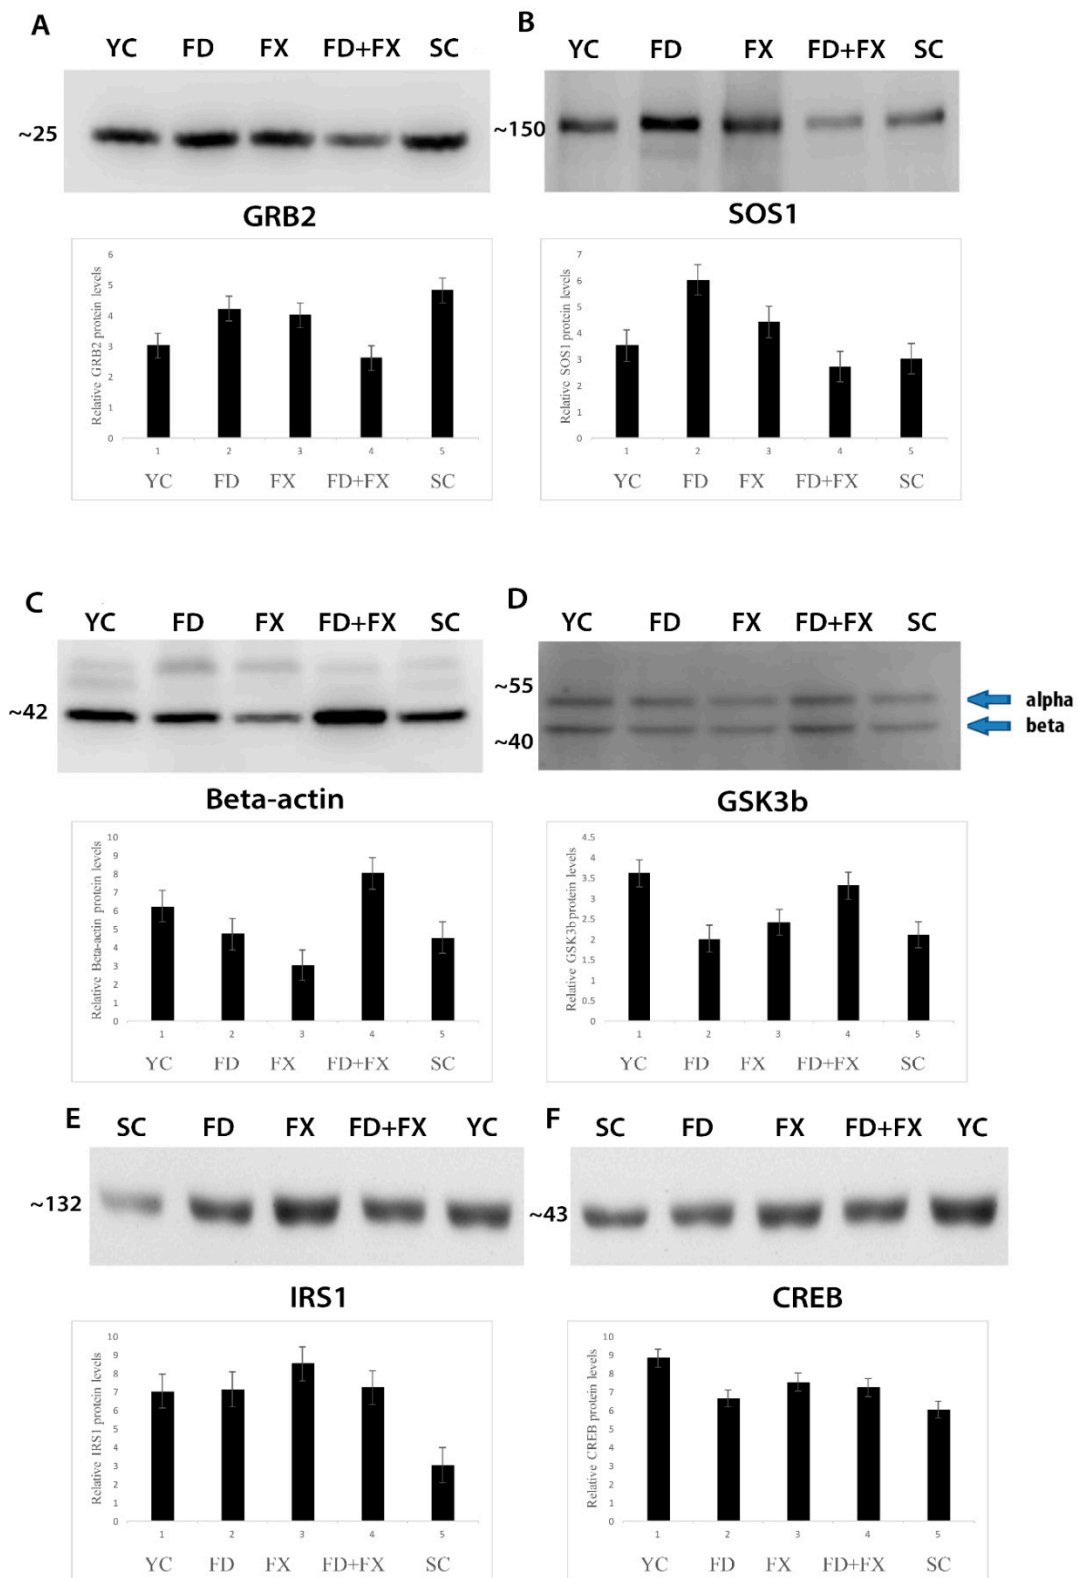 A
YC FD FX FD+FX SC
~25
GRB2
Relative GRB2 protein levels
6
5
4
3
2
1
0
1 2 3 4 5
YC FD FX FD+FX SC
B
YC FD FX FD+FX SC
~150
SOS1
Relative SOS1 protein levels
7
6
5
4
3
2
1
0
1 2 3 4 5
YC FD FX FD+FX SC
C
YC FD FX FD+FX SC
~42
Beta-actin
Relative Beta-actin protein levels
10
9
8
7
6
5
4
3
2
1
0
1 2 3 4 5
YC FD FX FD+FX SC
D
YC FD FX FD+FX SC
~55
alpha
beta
~40
GSK3b
Relative GSK3b protein levels
4.5
4
3.5
3
2.5
2
1.5
1
0.5
0
1 2 3 4 5
YC FD FX FD+FX SC
E
SC FD FX FD+FX YC
~132
IRS1
Relative IRS1 protein levels
10
9
8
7
6
5
4
3
2
1
0
1 2 3 4 5
YC FD FX FD+FX SC
F
SC FD FX FD+FX YC
~43
CREB
Relative CREB protein levels
10
9
8
7
6
5
4
3
2
1
0
1 2 3 4 5
YC FD FX FD+FX SC